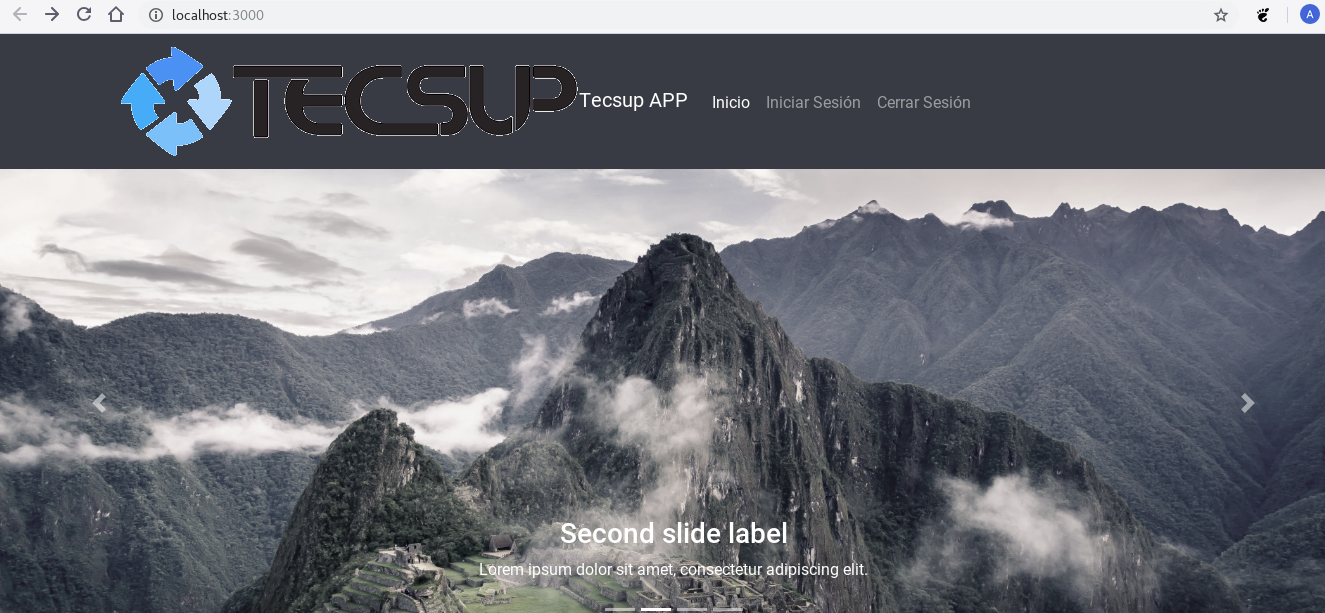 localhost:3000
A
TECSUP
Tecsup APP
Inicio Iniciar Sesión Cerrar Sesión
Second slide label
Lorem ipsum dolor sit amet, consectetur adipiscing elit.